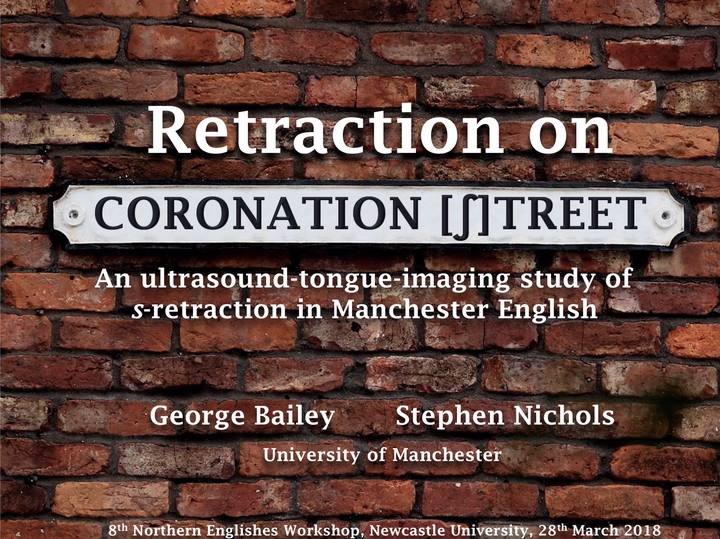 Retraction on
CORONATION [ʃ]TREET
An ultrasound-tongue-imaging study of
s-retraction in Manchester English
George Bailey Stephen Nichols
University of Manchester
8th Northern Englishes Workshop, Newcastle University, 28th March 2018